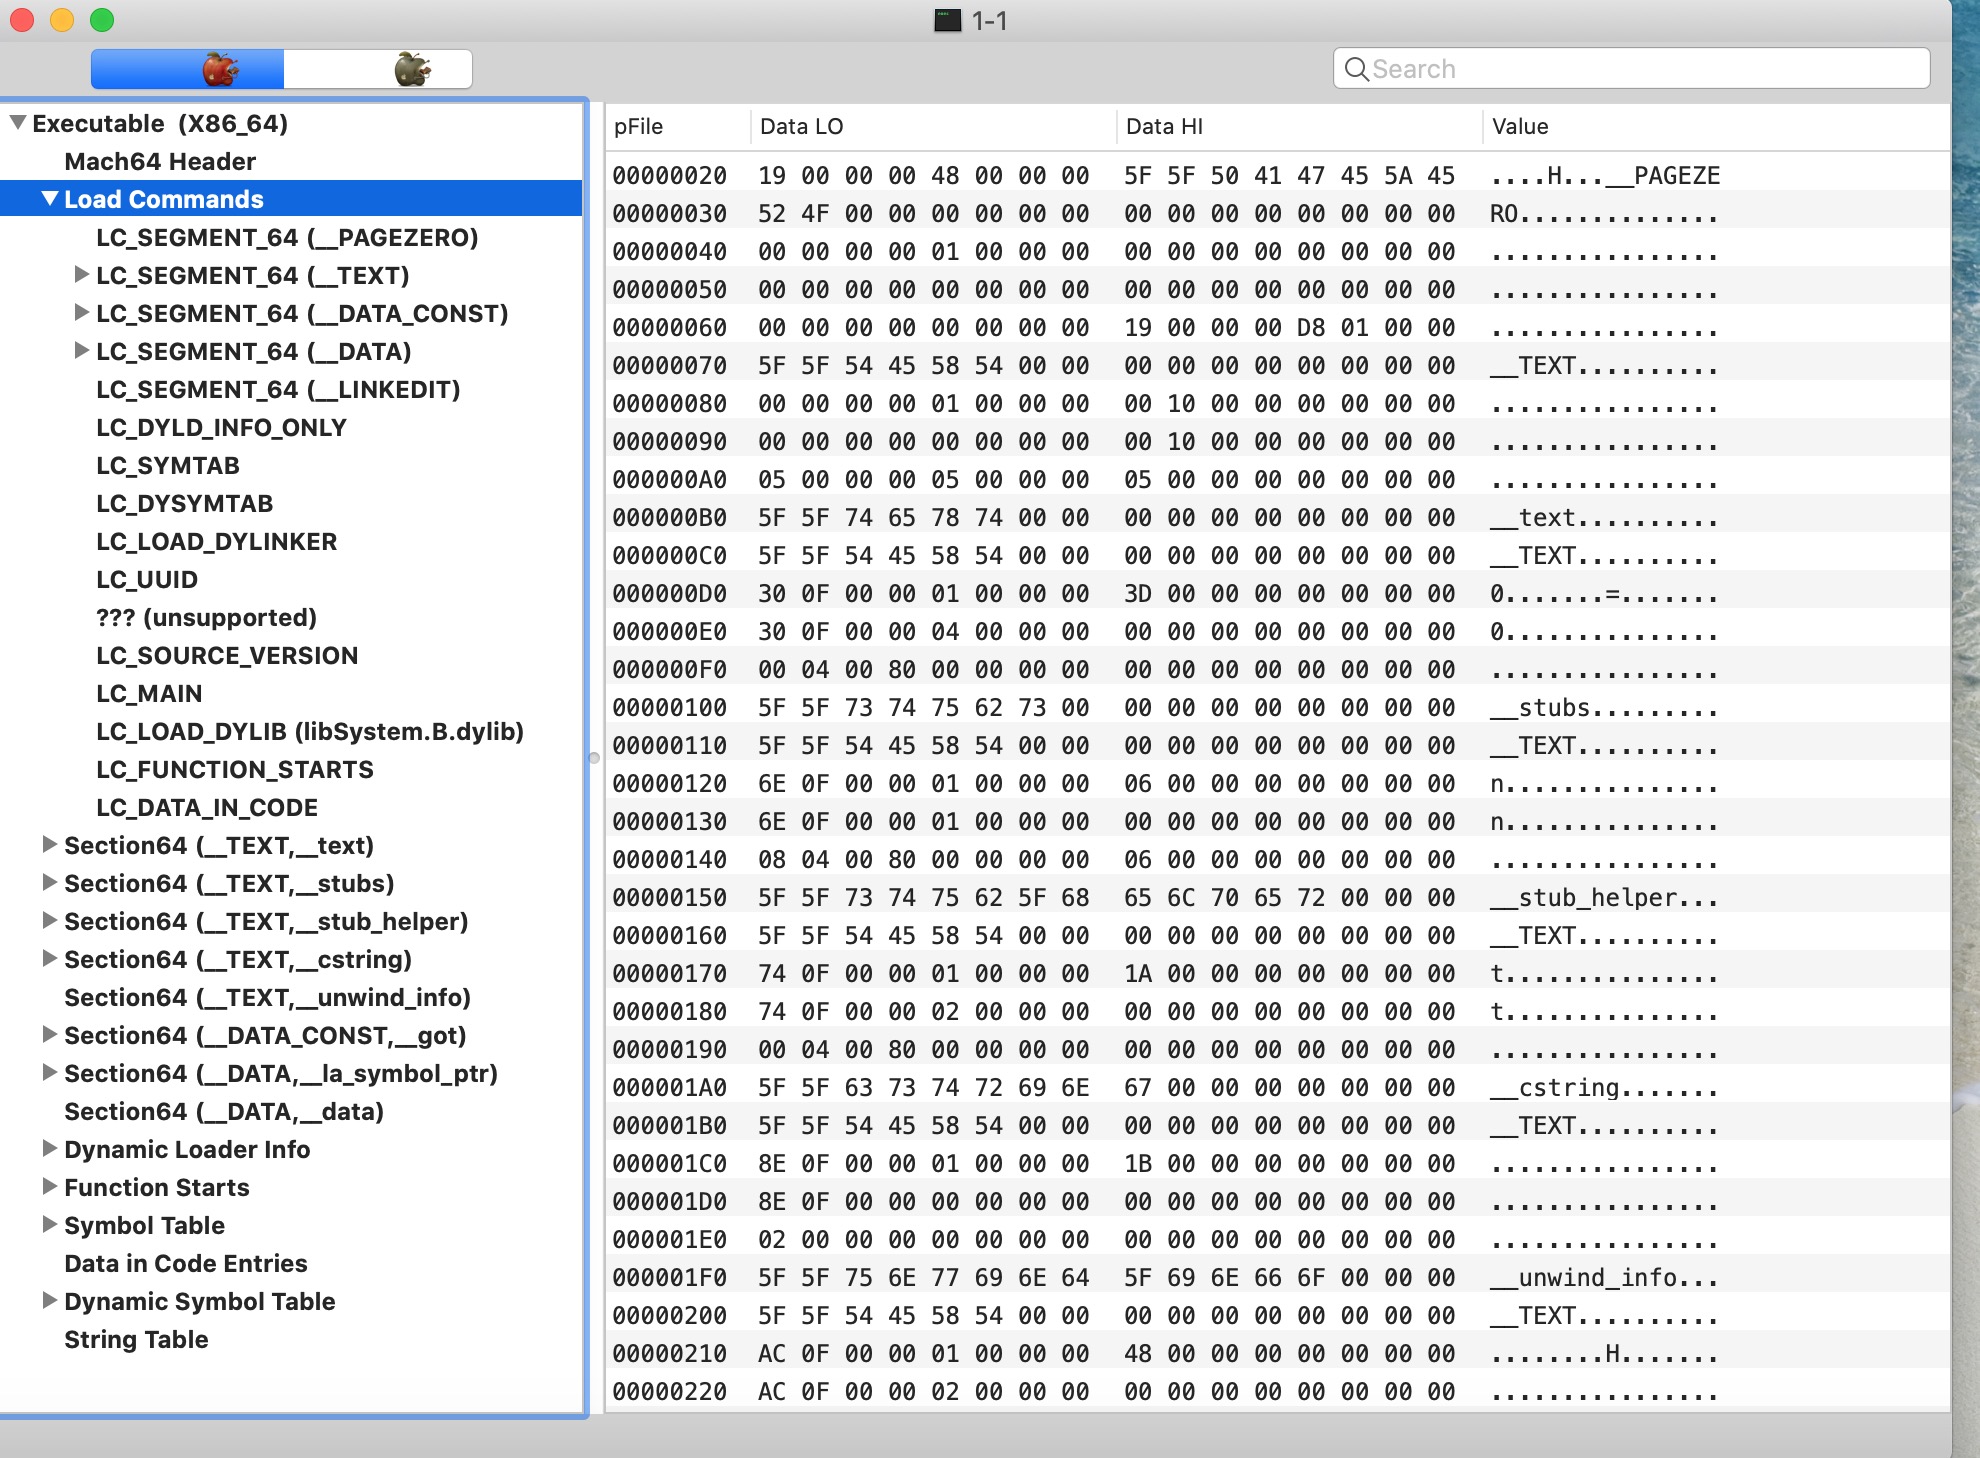 1-1
Search
Executable (X86_64)
Mach64 Header
Load Commands
LC_SEGMENT_64 (__PAGEZERO)
LC_SEGMENT_64 (__TEXT)
LC_SEGMENT_64 (__DATA_CONST)
LC_SEGMENT_64 (__DATA)
LC_SEGMENT_64 (__LINKEDIT)
LC_DYLD_INFO_ONLY
LC_SYMTAB
LC_DYSYMTAB
LC_LOAD_DYLINKER
LC_UUID
??? (unsupported)
LC_SOURCE_VERSION
LC_MAIN
LC_LOAD_DYLIB (libSystem.B.dylib)
LC_FUNCTION_STARTS
LC_DATA_IN_CODE
Section64 (__TEXT,__text)
Section64 (__TEXT,__stubs)
Section64 (__TEXT,__stub_helper)
Section64 (__TEXT,__cstring)
Section64 (__TEXT,__unwind_info)
Section64 (__DATA_CONST,__got)
Section64 (__DATA,__la_symbol_ptr)
Section64 (__DATA,__data)
Dynamic Loader Info
Function Starts
Symbol Table
Data in Code Entries
Dynamic Symbol Table
String Table
pFile Data LO Data HI Value
00000020 19 00 00 00 48 00 00 00 5F 5F 50 41 47 45 5A 45 ....H...__PAGEZE
00000030 52 4F 00 00 00 00 00 00 00 00 00 00 00 00 00 00 RO..............
00000040 00 00 00 00 01 00 00 00 00 00 00 00 00 00 00 00 ................
00000050 00 00 00 00 00 00 00 00 00 00 00 00 00 00 00 00 ................
00000060 00 00 00 00 00 00 00 00 19 00 00 00 D8 01 00 00 ................
00000070 5F 5F 54 45 58 54 00 00 00 00 00 00 00 00 00 00 __TEXT..........
00000080 00 00 00 00 01 00 00 00 00 10 00 00 00 00 00 00 ................
00000090 00 00 00 00 00 00 00 00 00 10 00 00 00 00 00 00 ................
000000A0 05 00 00 00 05 00 00 00 05 00 00 00 00 00 00 00 ................
000000B0 5F 5F 74 65 78 74 00 00 00 00 00 00 00 00 00 00 __text..........
000000C0 5F 5F 54 45 58 54 00 00 00 00 00 00 00 00 00 00 __TEXT..........
000000D0 30 0F 00 00 01 00 00 00 3D 00 00 00 00 00 00 00 0.......=.......
000000E0 30 0F 00 00 04 00 00 00 00 00 00 00 00 00 00 00 0...............
000000F0 00 04 00 80 00 00 00 00 00 00 00 00 00 00 00 00 ................
00000100 5F 5F 73 74 75 62 73 00 00 00 00 00 00 00 00 00 __stubs.........
00000110 5F 5F 54 45 58 54 00 00 00 00 00 00 00 00 00 00 __TEXT..........
00000120 6E 0F 00 00 01 00 00 00 06 00 00 00 00 00 00 00 n...............
00000130 6E 0F 00 00 01 00 00 00 00 00 00 00 00 00 00 00 n...............
00000140 08 04 00 80 00 00 00 00 06 00 00 00 00 00 00 00 ................
00000150 5F 5F 73 74 75 62 5F 68 65 6C 70 65 72 00 00 00 __stub_helper...
00000160 5F 5F 54 45 58 54 00 00 00 00 00 00 00 00 00 00 __TEXT..........
00000170 74 0F 00 00 01 00 00 00 1A 00 00 00 00 00 00 00 t...............
00000180 74 0F 00 00 02 00 00 00 00 00 00 00 00 00 00 00 t...............
00000190 00 04 00 80 00 00 00 00 00 00 00 00 00 00 00 00 ................
000001A0 5F 5F 63 73 74 72 69 6E 67 00 00 00 00 00 00 00 __cstring.......
000001B0 5F 5F 54 45 58 54 00 00 00 00 00 00 00 00 00 00 __TEXT..........
000001C0 8E 0F 00 00 01 00 00 00 1B 00 00 00 00 00 00 00 ................
000001D0 8E 0F 00 00 00 00 00 00 00 00 00 00 00 00 00 00 ................
000001E0 02 00 00 00 00 00 00 00 00 00 00 00 00 00 00 00 ................
000001F0 5F 5F 75 6E 77 69 6E 64 5F 69 6E 66 6F 00 00 00 __unwind_info...
00000200 5F 5F 54 45 58 54 00 00 00 00 00 00 00 00 00 00 __TEXT..........
00000210 AC 0F 00 00 01 00 00 00 48 00 00 00 00 00 00 00 ........H.......
00000220 AC 0F 00 00 02 00 00 00 00 00 00 00 00 00 00 00 ................